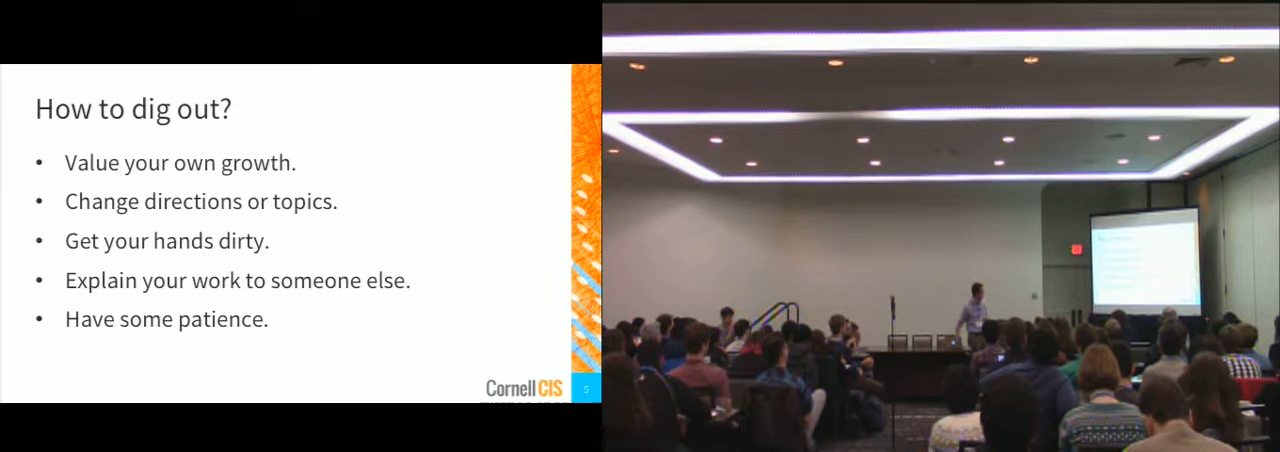 How to dig out?
• Value your own growth.
• Change directions or topics.
• Get your hands dirty.
• Explain your work to someone else.
• Have some patience.
Cornell CIS
5